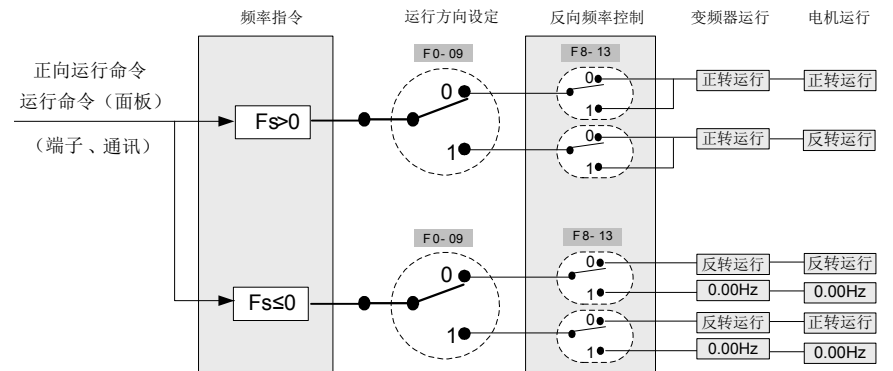 频率指令 运行方向设定 反向频率控制 变频器运行 电机运行
正向运行命令
运行命令（面板）
（端子、通讯）
F0-09 F8-13
Fs>0
0
1
0
1
0
1
正转运行 正转运行
正转运行 反转运行
F0-09 F8-13
Fs≤0
0
1
0
1
0
1
反转运行 反转运行
0.00Hz 0.00Hz
反转运行 正转运行
0.00Hz 0.00Hz